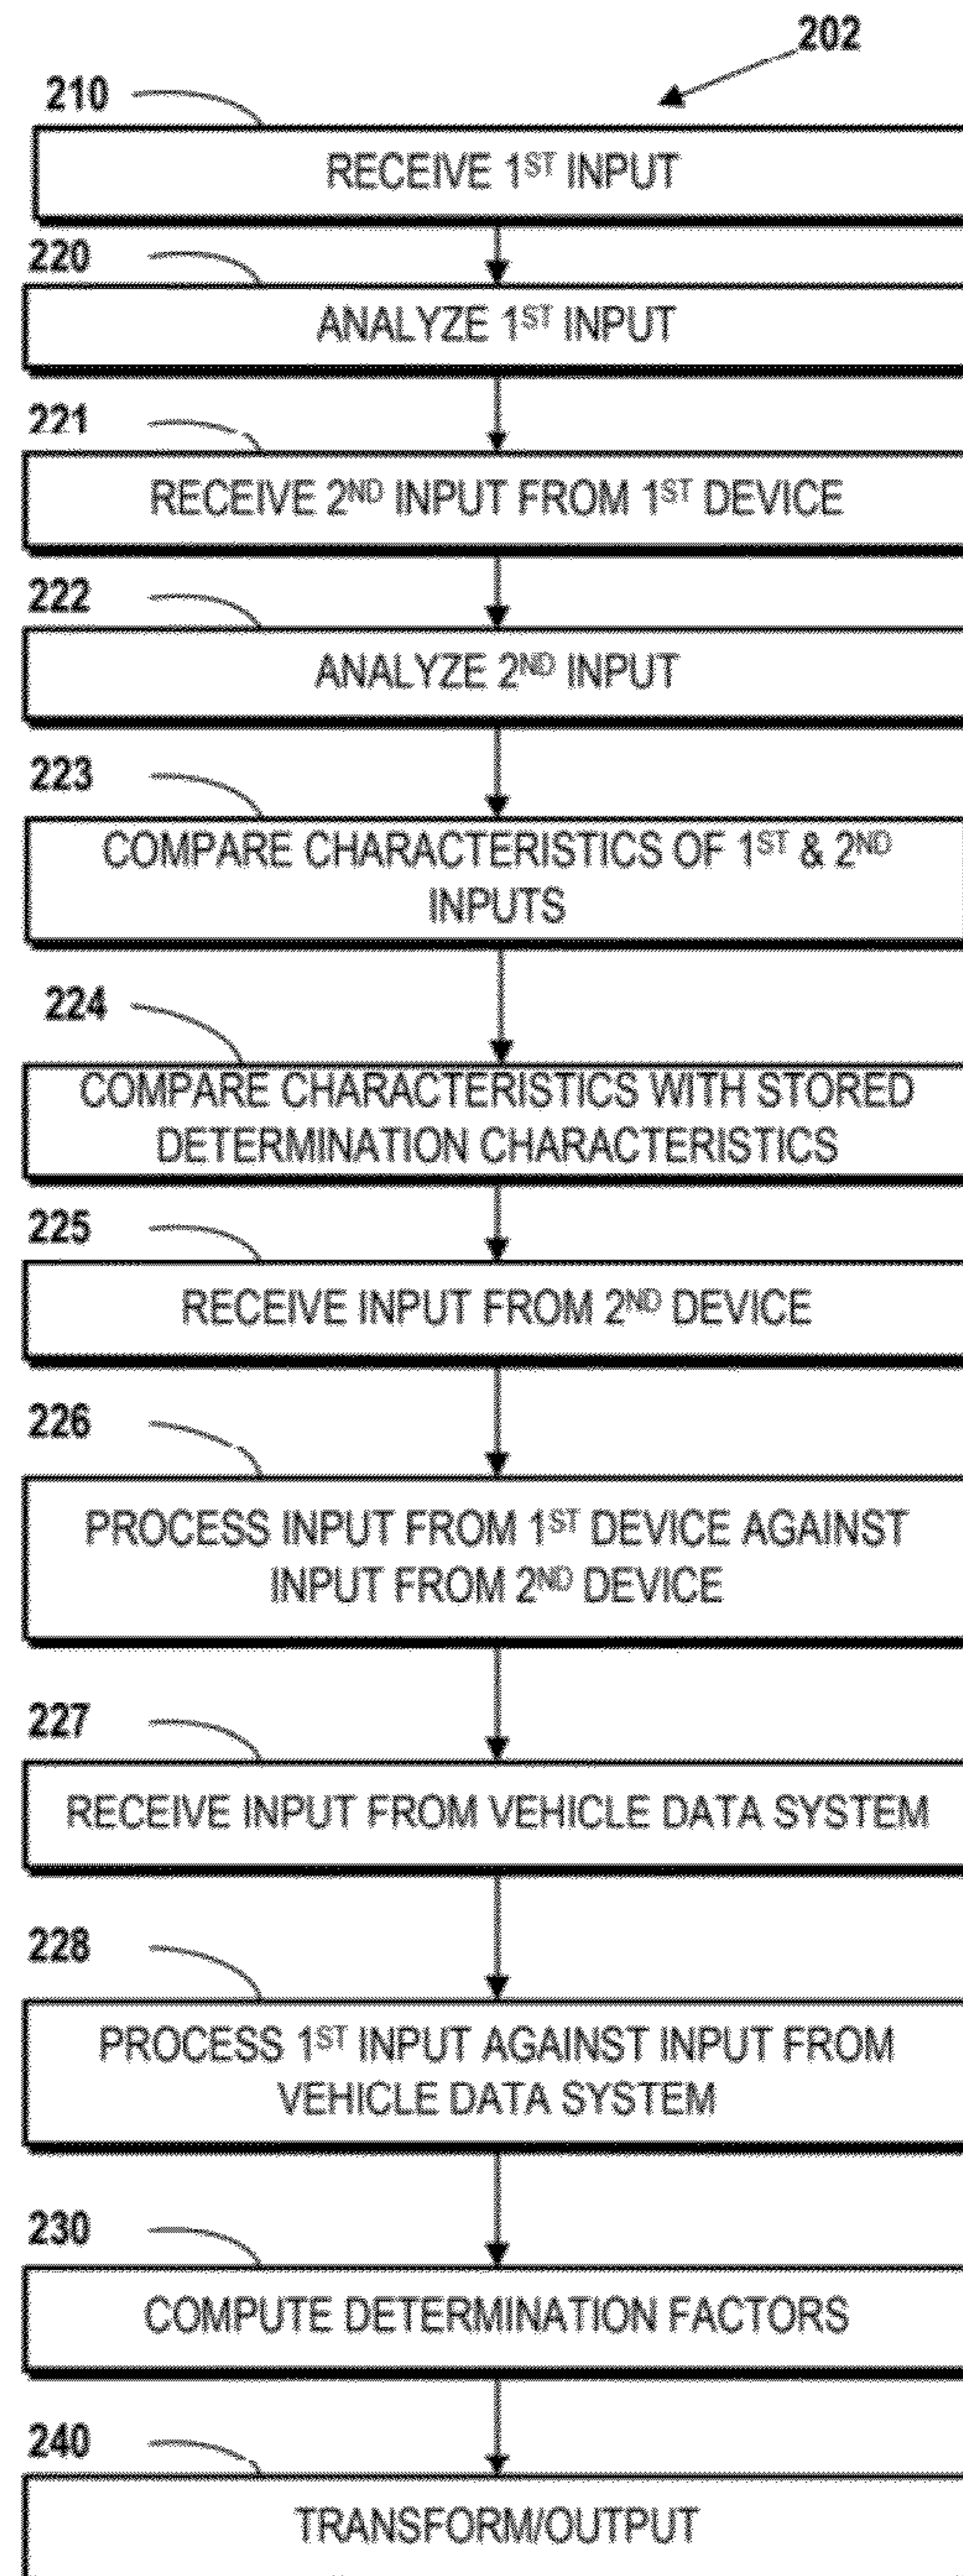 202
210
RECEIVE 1ST INPUT
220
ANALYZE 1ST INPUT
221
RECEIVE 2ND INPUT FROM 1ST DEVICE
222
ANALYZE 2ND INPUT
223
COMPARE CHARACTERISTICS OF 1ST & 2ND
INPUTS
224
COMPARE CHARACTERISTICS WITH STORED
DETERMINATION CHARACTERISTICS
225
RECEIVE INPUT FROM 2ND DEVICE
226
PROCESS INPUT FROM 1ST DEVICE AGAINST
INPUT FROM 2ND DEVICE
227
RECEIVE INPUT FROM VEHICLE DATA SYSTEM
228
PROCESS 1ST INPUT AGAINST INPUT FROM
VEHICLE DATA SYSTEM
230
COMPUTE DETERMINATION FACTORS
240
TRANSFORM/OUTPUT